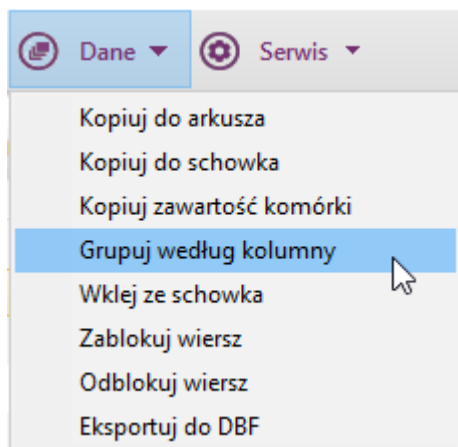 Dane Serwis
Kopiuj do arkusza
Kopiuj do schowka
Kopiuj zawartość komórki
Grupuj według kolumny
Wklej ze schowka
Zablokuj wiersz
Odblokuj wiersz
Eksportuj do DBF